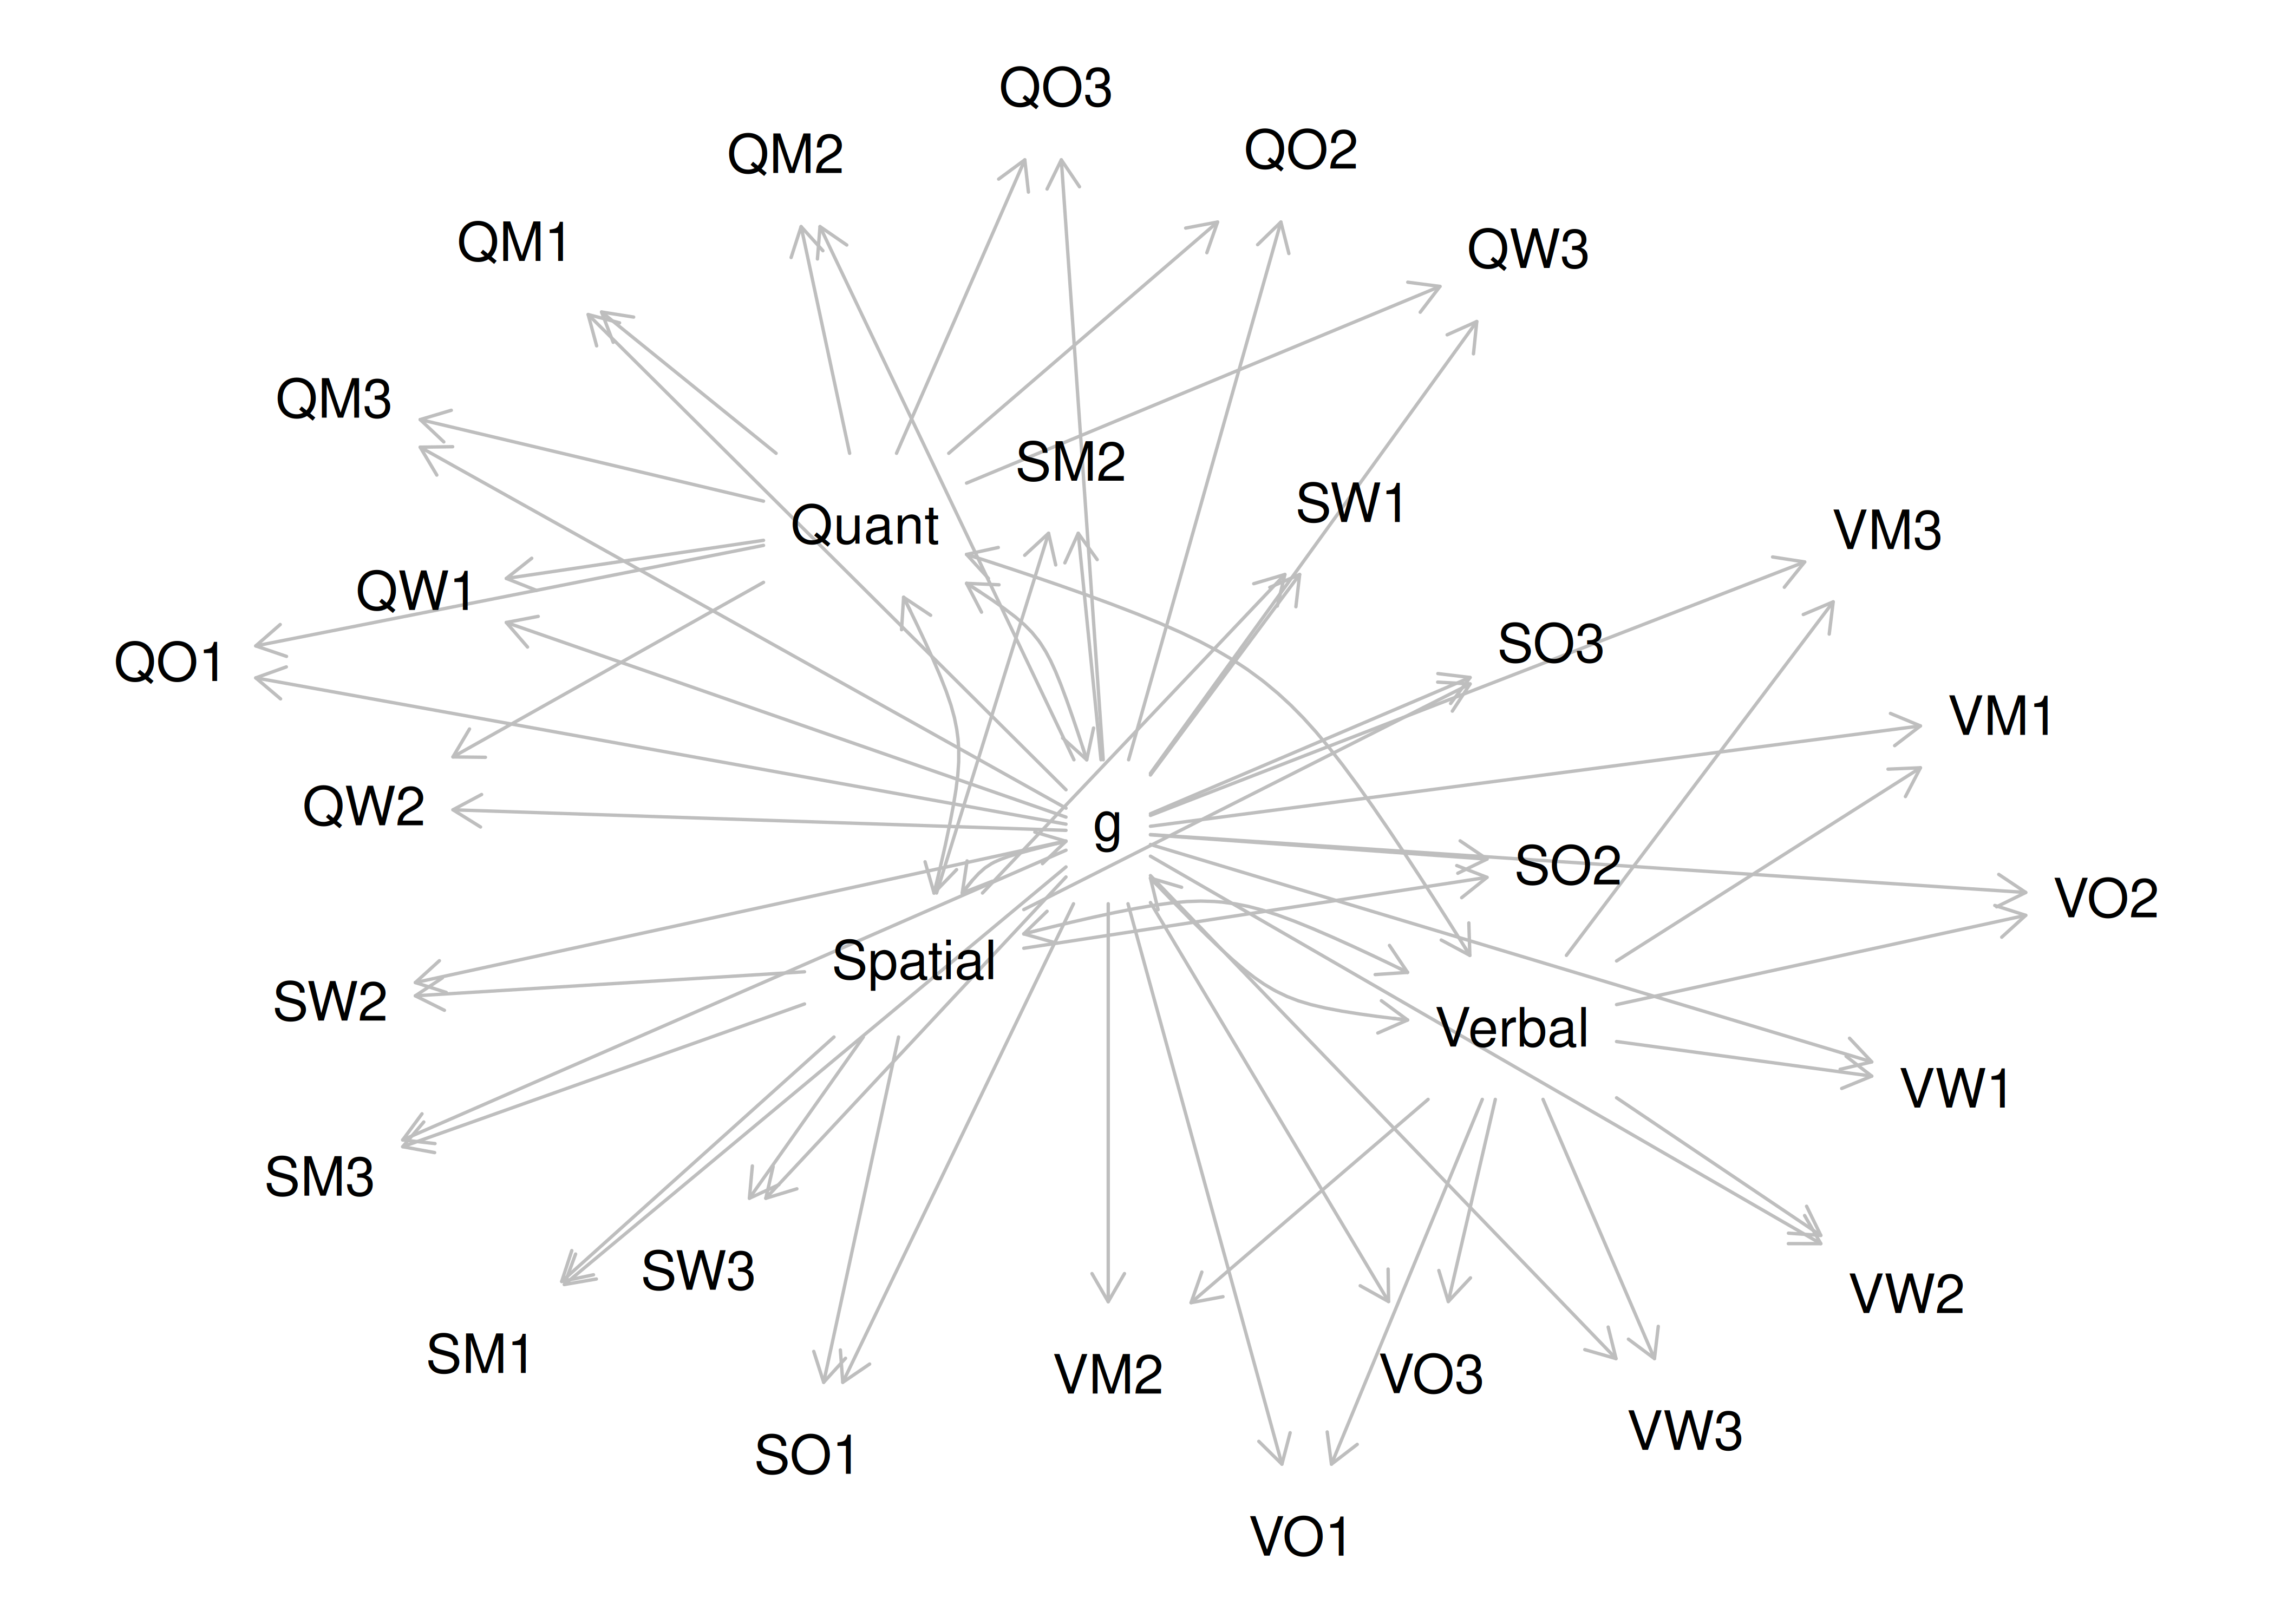 QO3
QM2
QO2
QM1
QW3
QM3
SM2
SW1
Quant
VM3
QW1
SO3
QO1
VM1
QW2
g
SO2
VO2
Spatial
SW2
Verbal
VW1
SM3
SW3
VW2
SM1
VM2
VO3
VW3
SO1
VO1